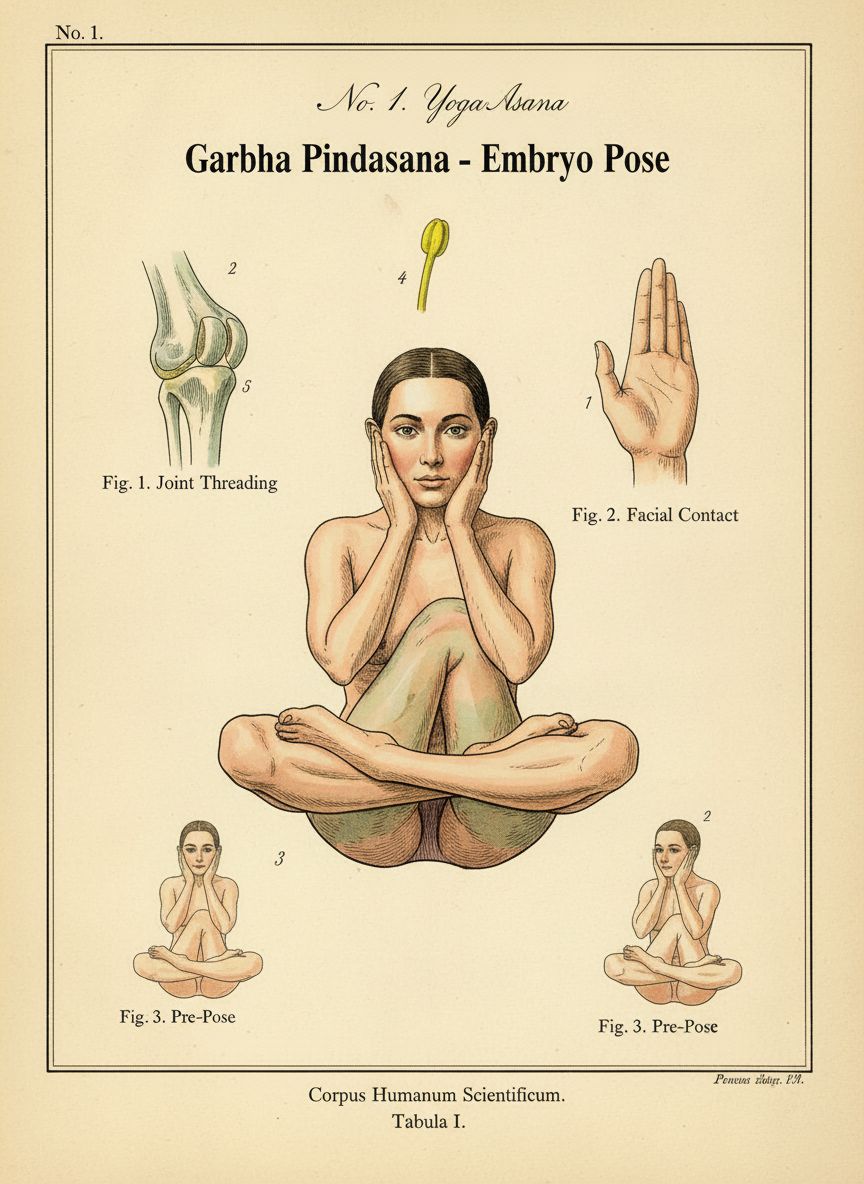 No. 1.
No. 1. Yoga Asana
Garbha Pindasana - Embryo Pose
2
4
1
5
Fig. 1. Joint Threading
Fig. 2. Facial Contact
2
3
Fig. 3. Pre-Pose
Fig. 3. Pre-Pose
Corpus Humanum Scientificum.
Tabula I.